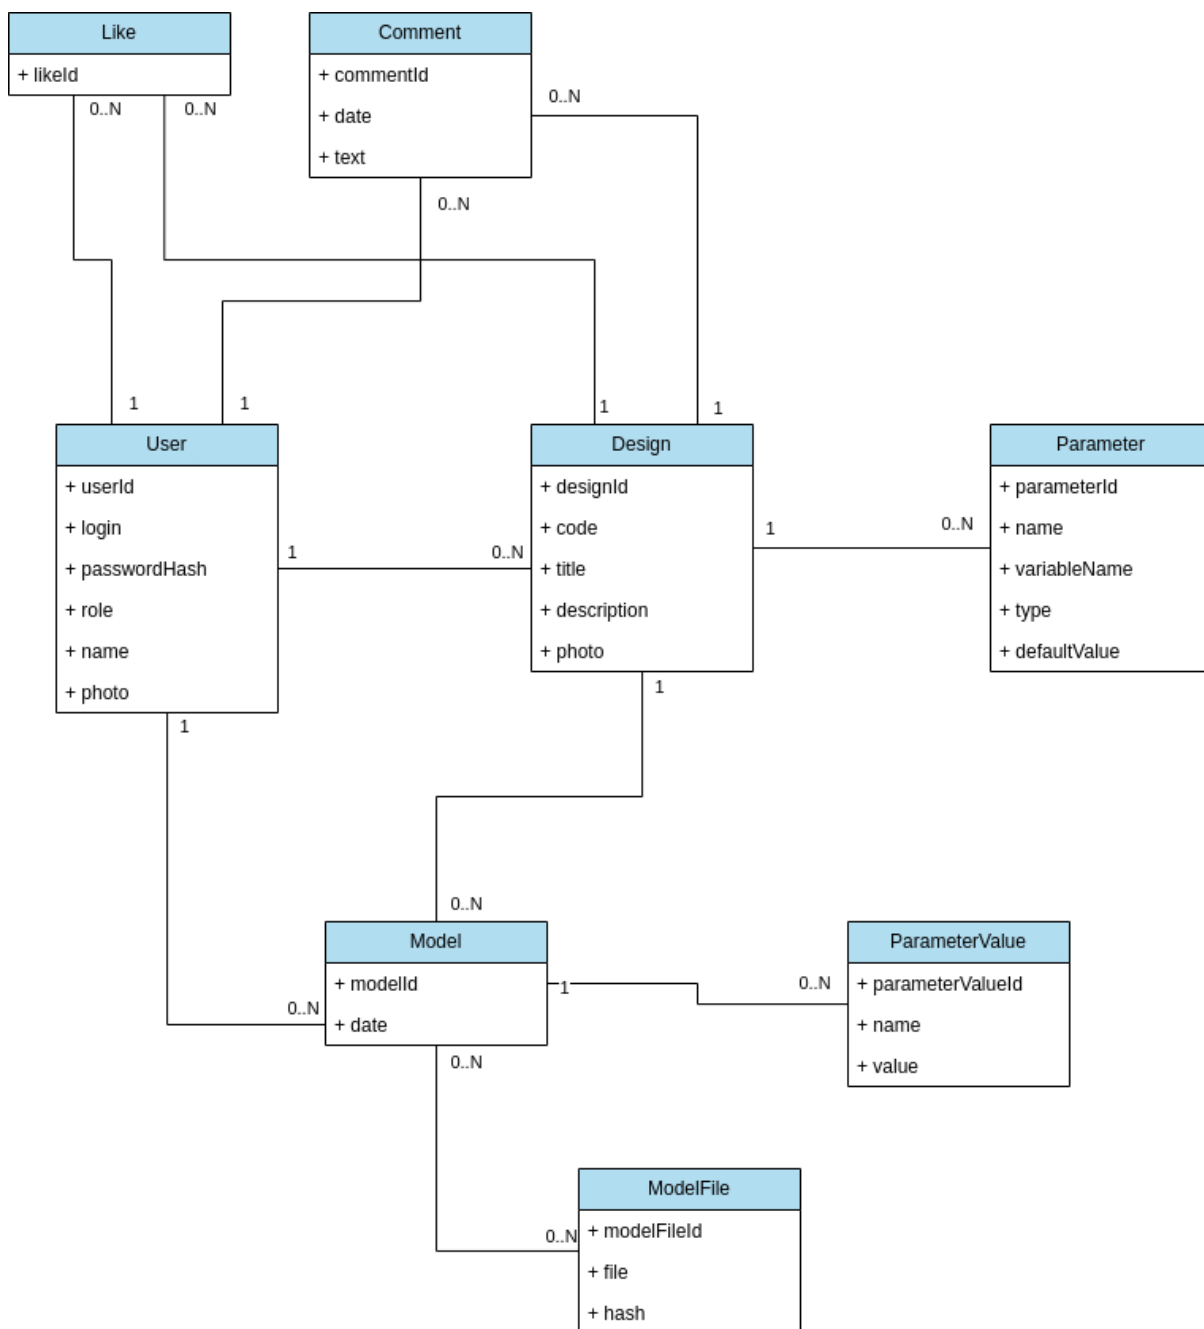 Like
+ likeId
0..N
0..N
Comment
+ commentId
+ date
+ text
0..N
0..N
1
1
1
1
User
+ userId
+ login
+ passwordHash
+ role
+ name
+ photo
1
0..N
Design
+ designId
+ code
+ title
+ description
+ photo
1
0..N
Parameter
+ parameterId
+ name
+ variableName
+ type
+ defaultValue
1
1
0..N
0..N
Model
+ modelId
+ date
1
0..N
ParameterValue
+ parameterValueId
+ name
+ value
0..N
0..N
ModelFile
+ modelFileId
+ file
+ hash